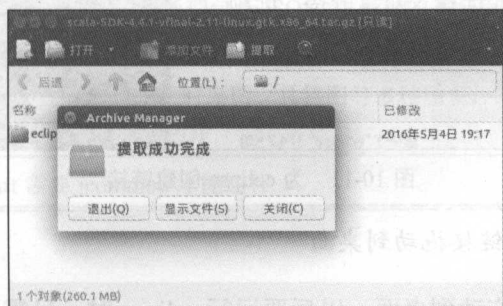 scala-SDK-4.4.1-vfinal-2.11-linux.gtk.x86_64.tar.gz [只读]
打开 添加文件 提取
后退 位置(L): /
名称 已修改
Archive Manager
eclip 2016年5月4日 19:17
提取成功完成
退出(Q) 显示文件(S) 关闭(C)
1个对象(260.1 MB)